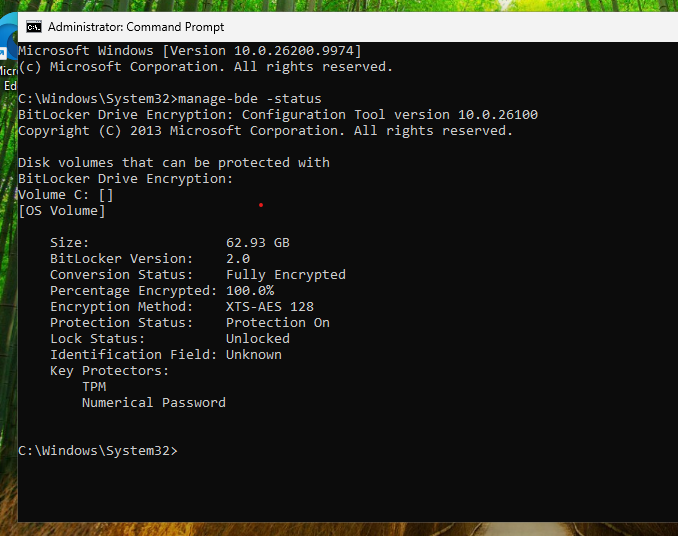 Administrator: Command Prompt
Microsoft Windows [Version 10.0.26200.9974]
(c) Microsoft Corporation. All rights reserved.
C:\Windows\System32>manage-bde -status
BitLocker Drive Encryption: Configuration Tool version 10.0.26100
Copyright (C) 2013 Microsoft Corporation. All rights reserved.
Disk volumes that can be protected with
BitLocker Drive Encryption:
Volume C: []
[OS Volume]
Size: 62.93 GB
BitLocker Version: 2.0
Conversion Status: Fully Encrypted
Percentage Encrypted: 100.0%
Encryption Method: XTS-AES 128
Protection Status: Protection On
Lock Status: Unlocked
Identification Field: Unknown
Key Protectors:
TPM
Numerical Password
C:\Windows\System32>